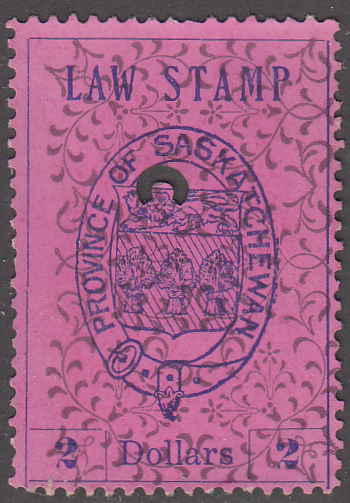 LAW STAMP
PROVINCE OF SASKATCHEWAN
2 Dollars 2